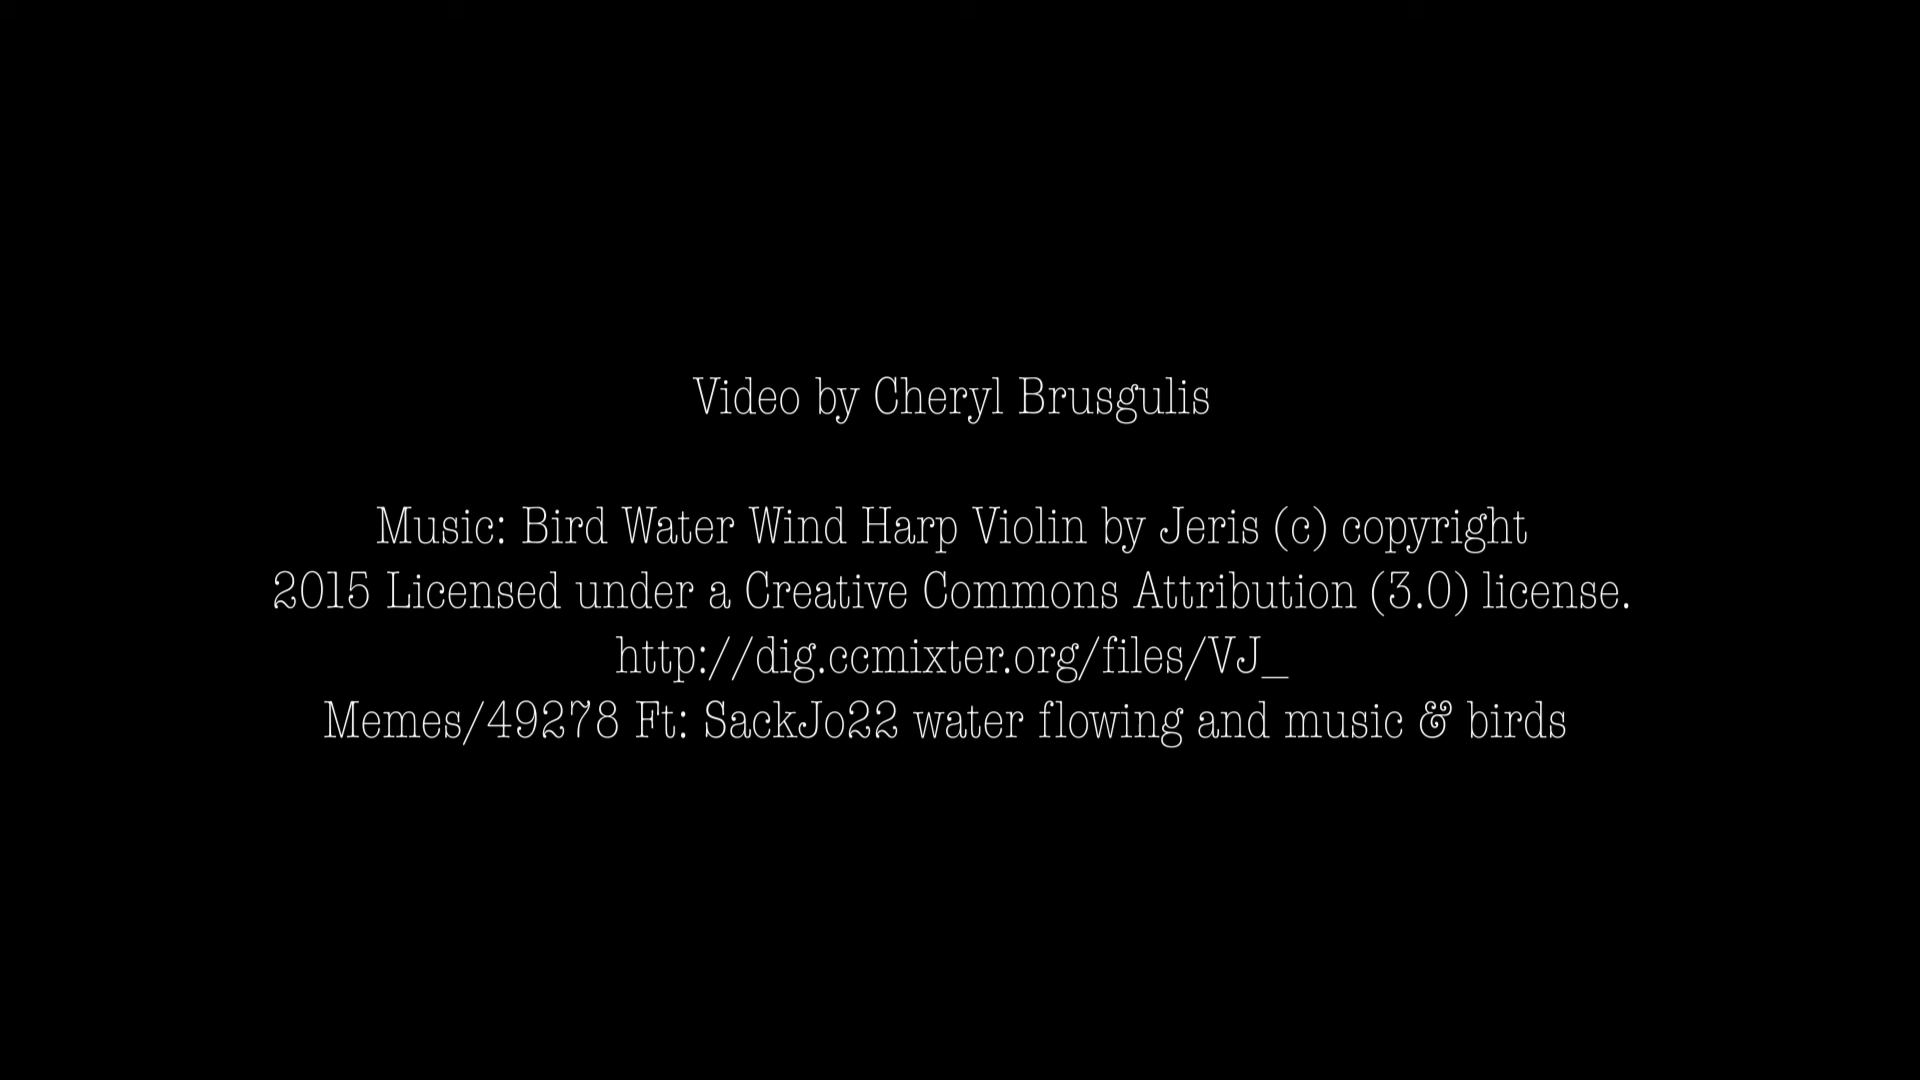 Video by Cheryl Brusgulis
Music: Bird Water Wind Harp Violin by Jeris (c) copyright
2015 Licensed under a Creative Commons Attribution (3.0) license.
http://dig.ccmixter.org/files/VJ_
Memes/49278 Ft: SackJo22 water flowing and music & birds